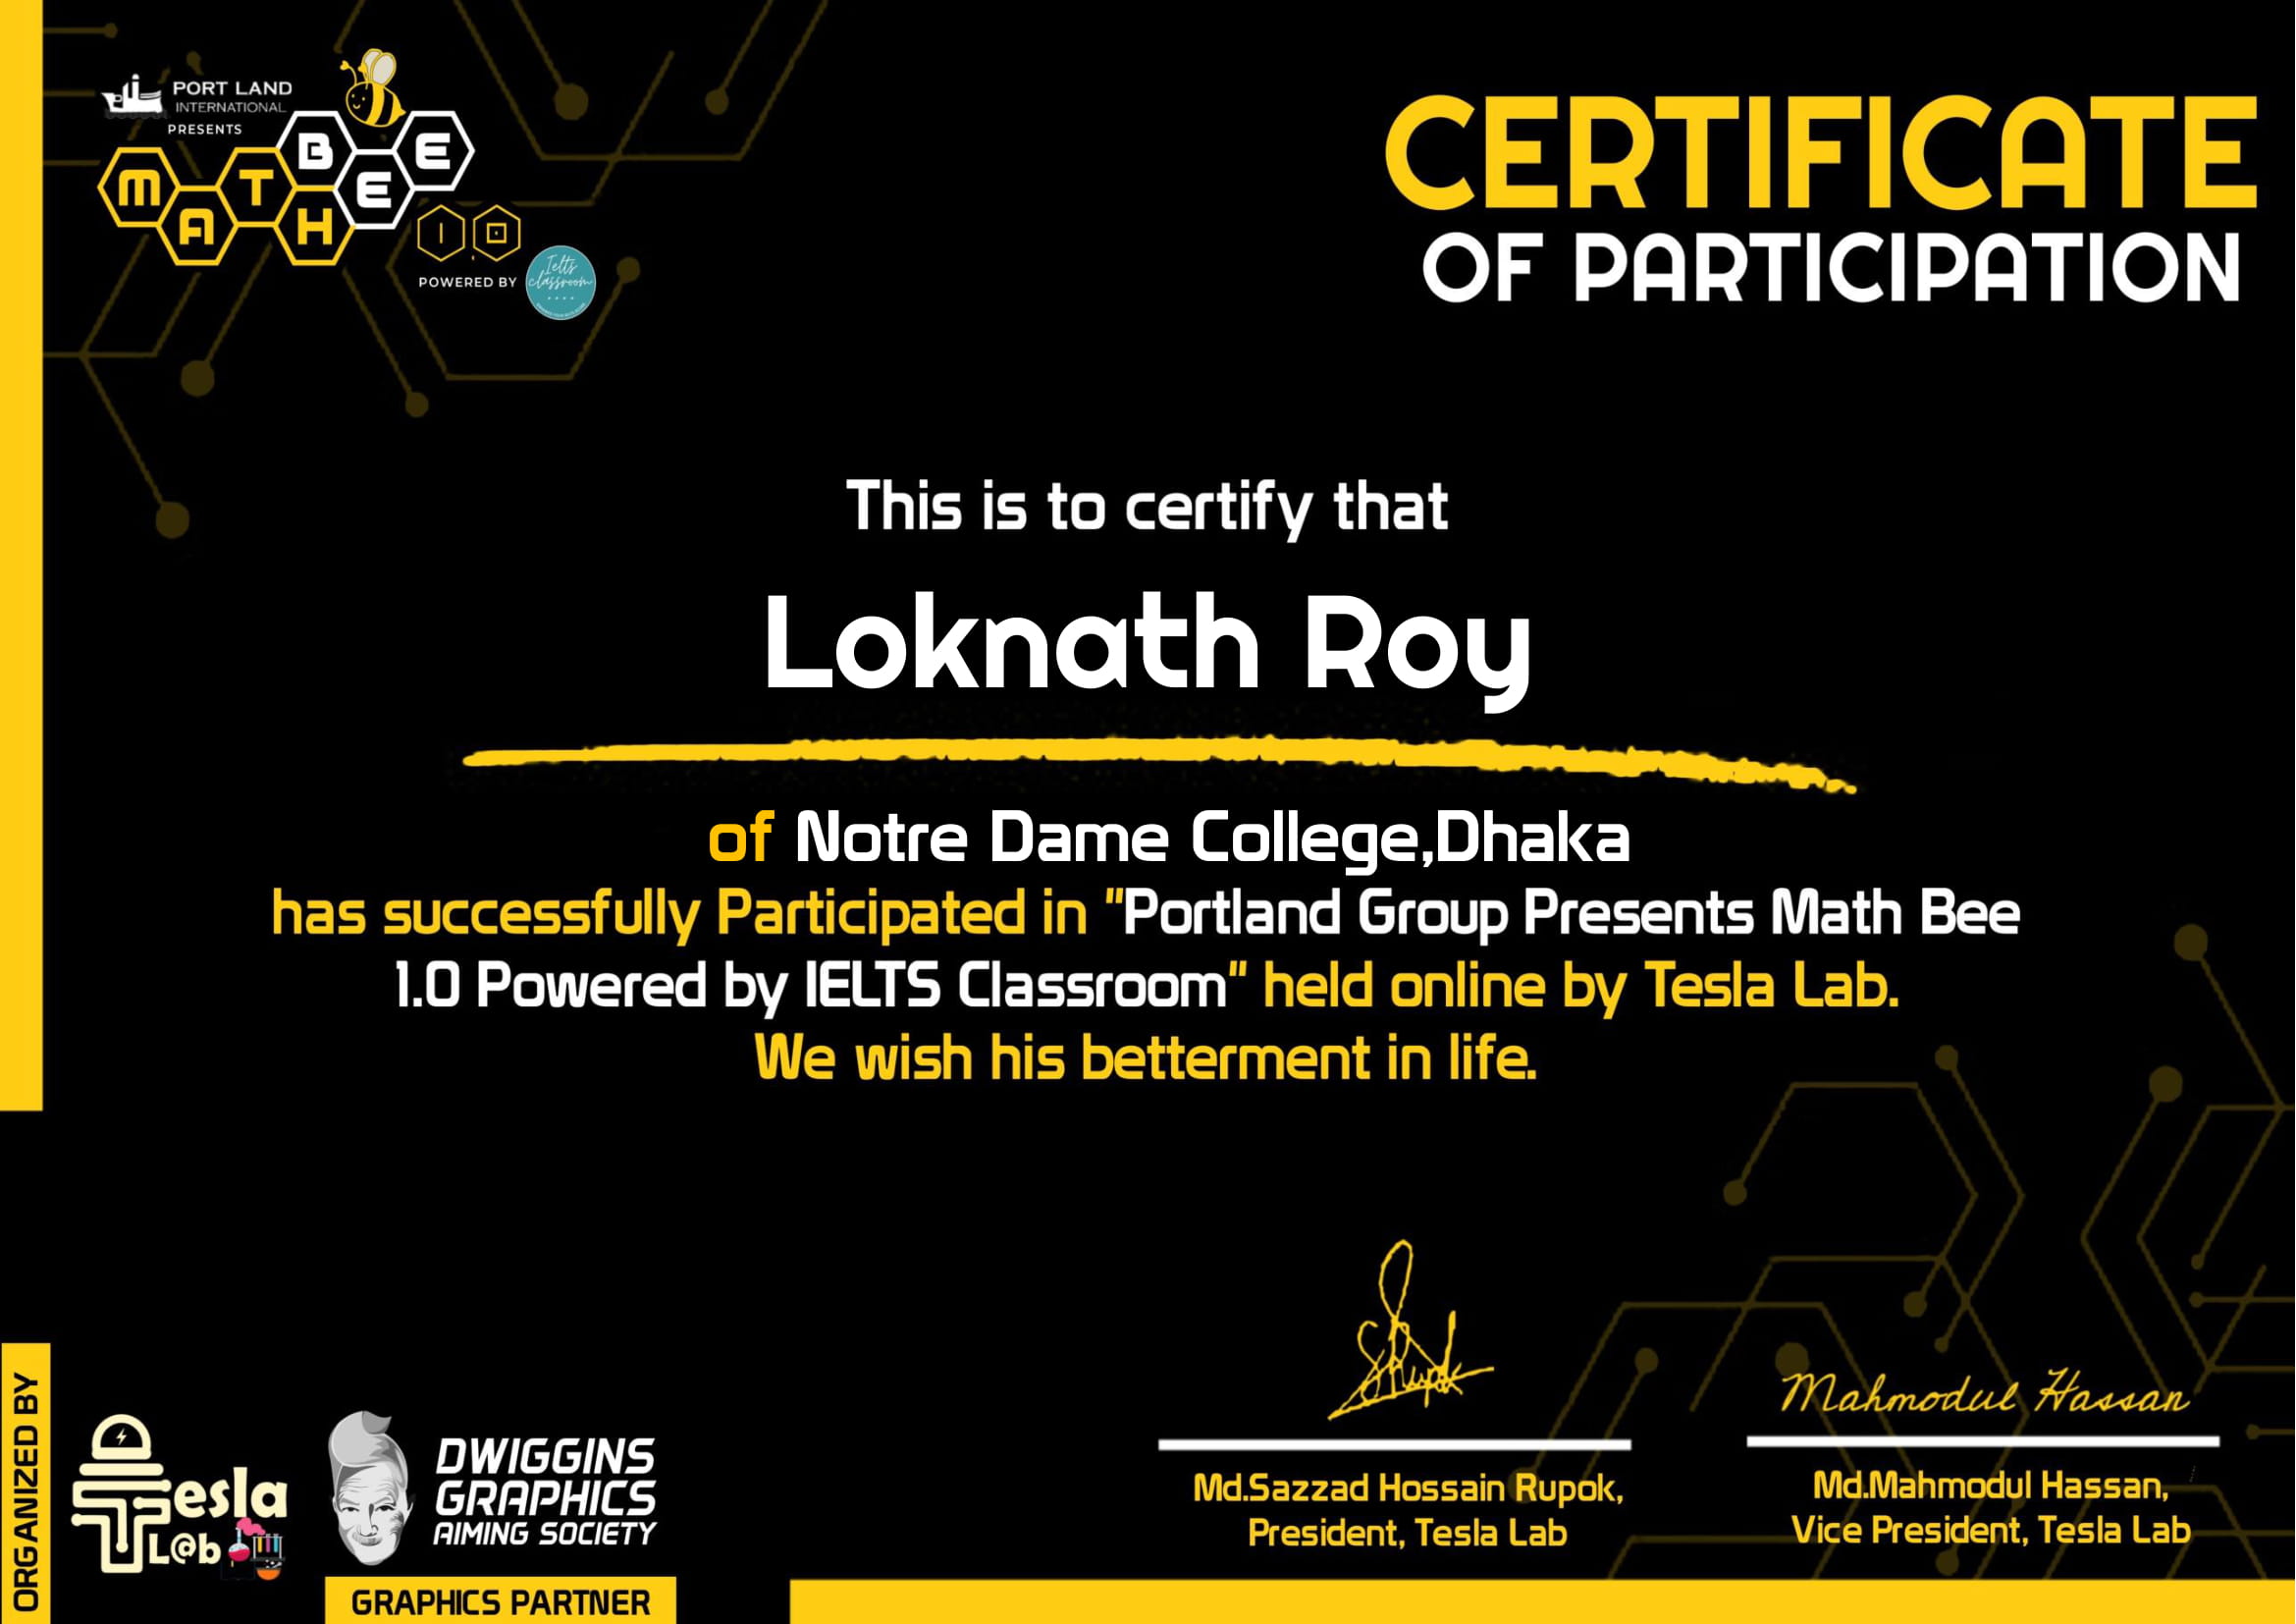 PORT LAND
INTERNATIONAL
PRESENTS
MATH BEE
1.0
POWERED BY
Ielts
classroom
CERTIFICATE
OF PARTICIPATION
This is to certify that
Loknath Roy
of Notre Dame College,Dhaka
has successfully Participated in "Portland Group Presents Math Bee
1.0 Powered by IELTS Classroom" held online by Tesla Lab.
We wish his betterment in life.
ORGANIZED BY
Tesla
L@b
DWIGGINS
GRAPHICS
AIMING SOCIETY
GRAPHICS PARTNER
Md.Sazzad Hossain Rupok,
President, Tesla Lab
Mahmodul Hassan
Md.Mahmodul Hassan,
Vice President, Tesla Lab